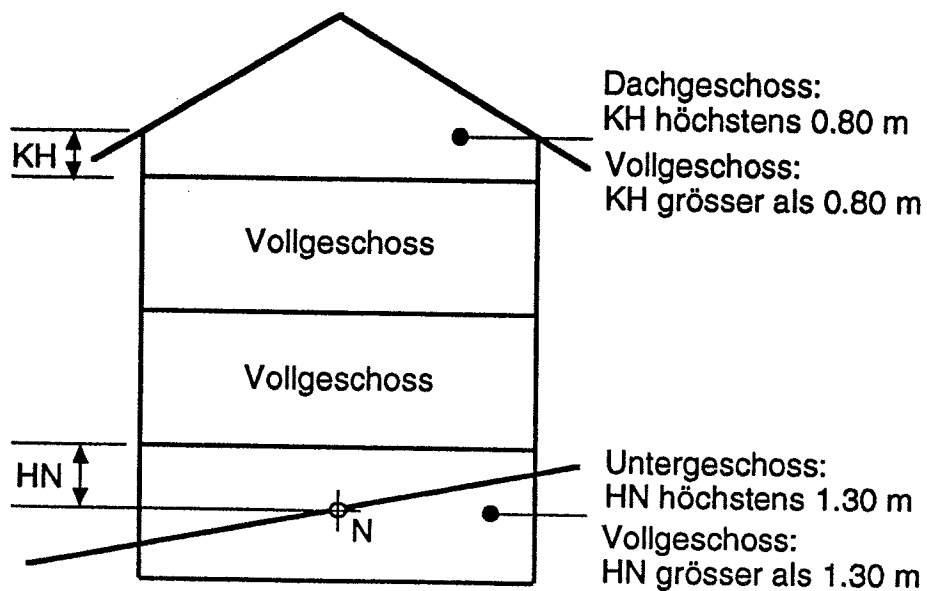 Dachgeschoss:
KH höchstens 0.80 m
KH
Vollgeschoss:
KH grösser als 0.80 m
Vollgeschoss
Vollgeschoss
HN
Untergeschoss:
HN höchstens 1.30 m
N
Vollgeschoss:
HN grösser als 1.30 m